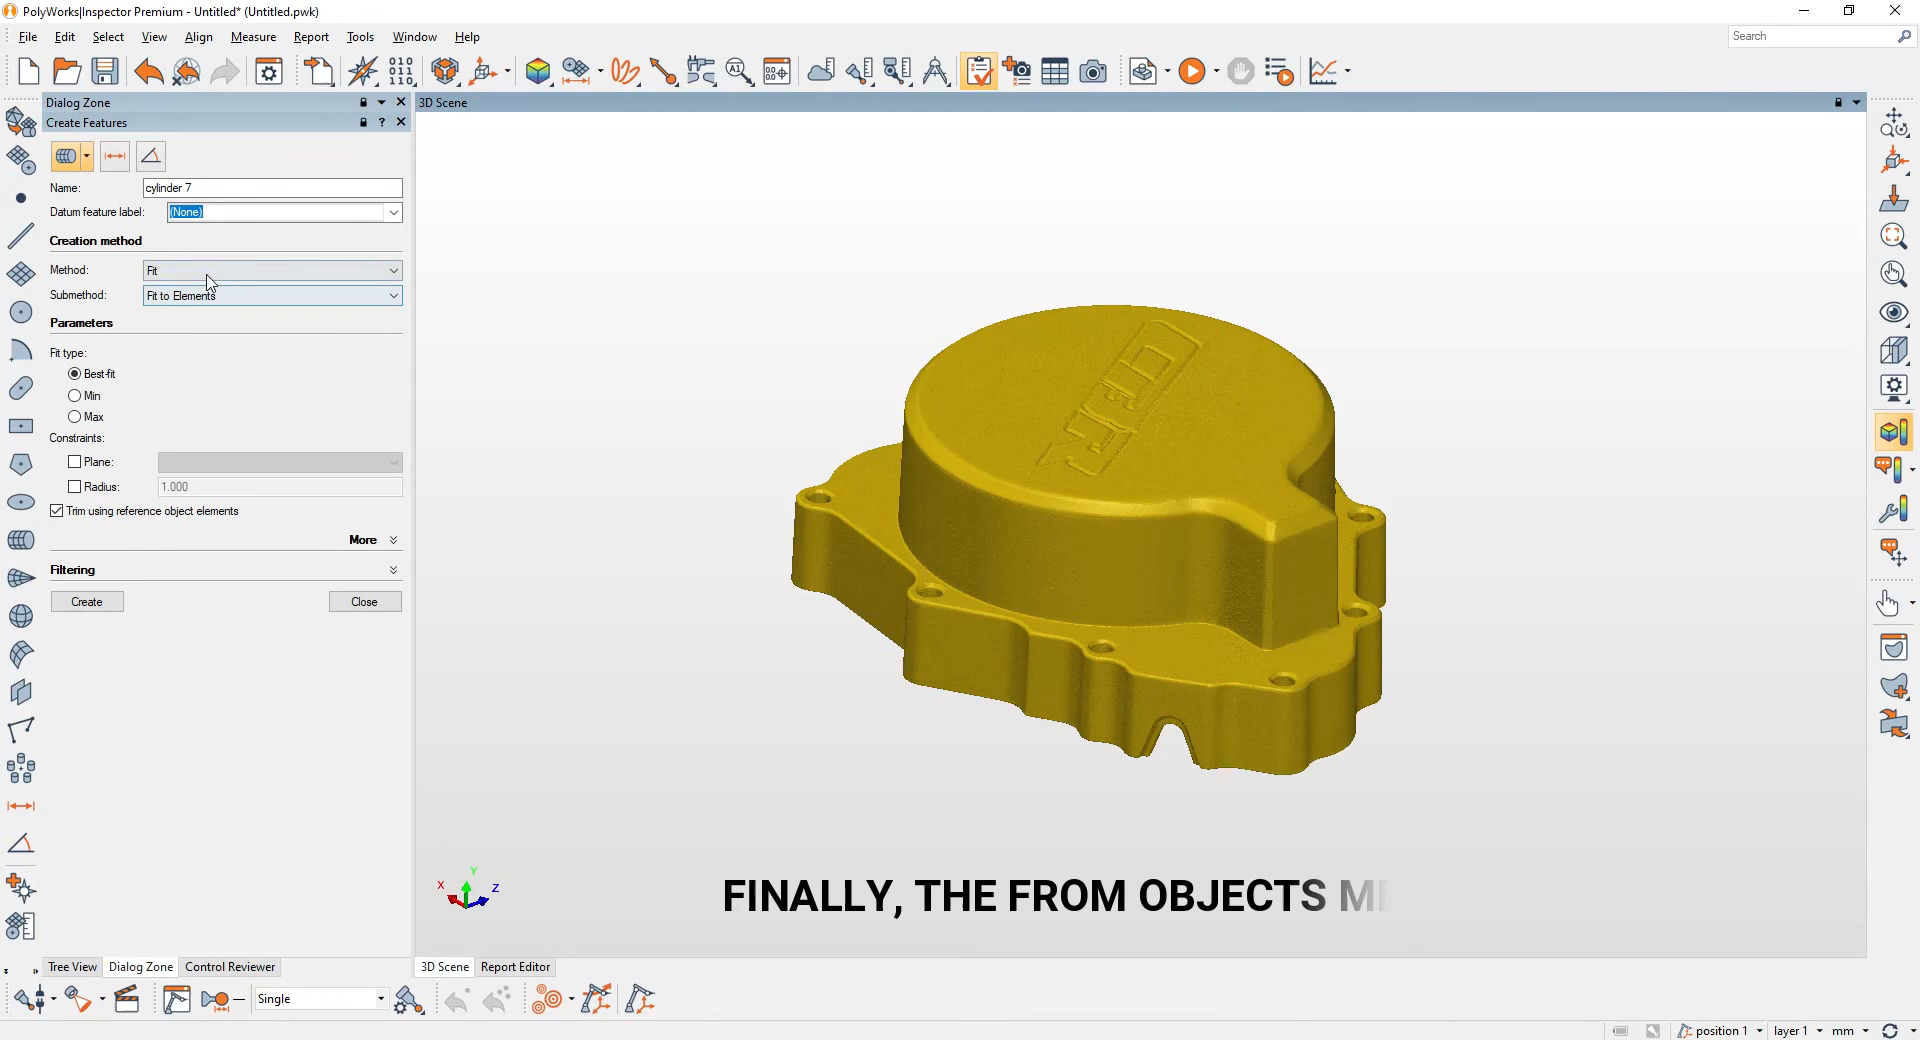 PolyWorks|Inspector Premium - Untitled* (Untitled.pwk)
File Edit Select View Align Measure Report Tools Window Help
Search
Dialog Zone
3D Scene
Create Features
Name: cylinder 7
Datum feature label: (None)
Creation method
Method: Fit
Submethod: Fit to Elements
Parameters
Fit type:
Best-fit
Min
Max
Constraints:
Plane:
Radius: 1.000
Trim using reference object elements
More
Filtering
Create Close
X Y Z
FINALLY, THE FROM OBJECTS
Tree View Dialog Zone Control Reviewer 3D Scene Report Editor
Single
position 1 layer 1 mm